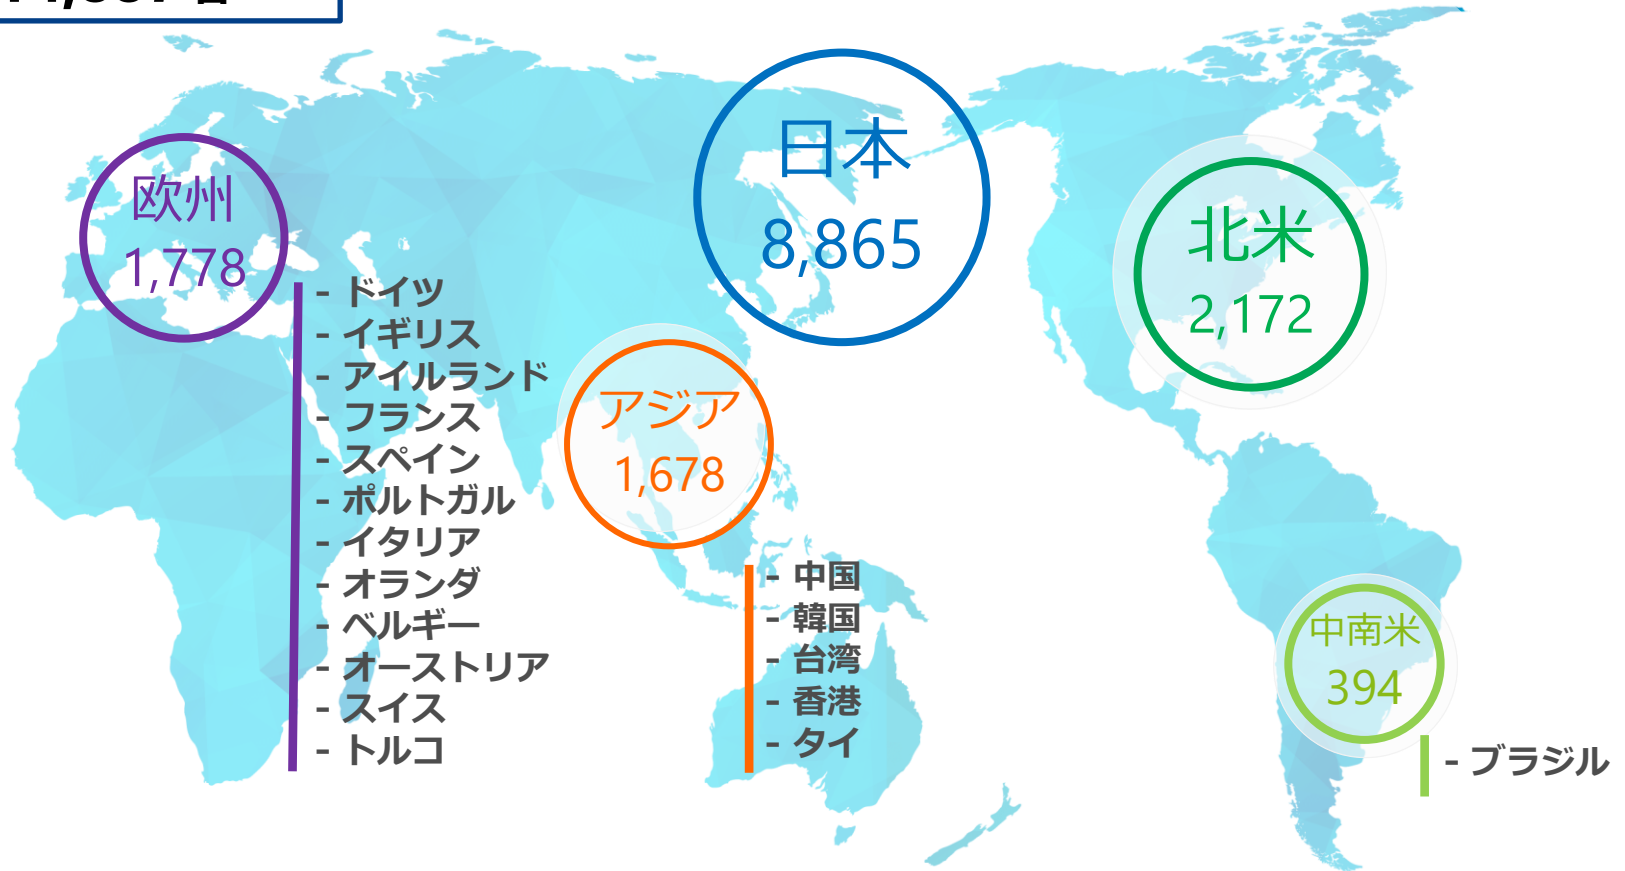 欧州
1,778
- ドイツ
- イギリス
- アイルランド
- フランス
- スペイン
- ポルトガル
- イタリア
- オランダ
- ベルギー
- オーストリア
- スイス
- トルコ
アジア
1,678
- 中国
- 韓国
- 台湾
- 香港
- タイ
日本
8,865
北米
2,172
中南米
394
- ブラジル